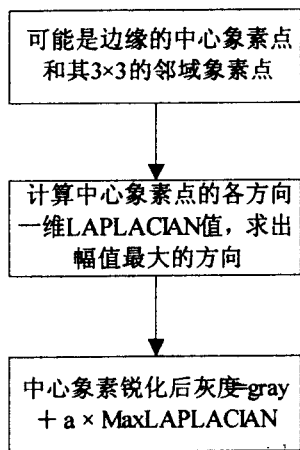 可能是边缘的中心象素点
和其3×3的邻域象素点
计算中心象素点的各方向
一维LAPLACIAN值，求出
幅值最大的方向
中心象素锐化后灰度=gray
+ a × MaxLAPLACIAN